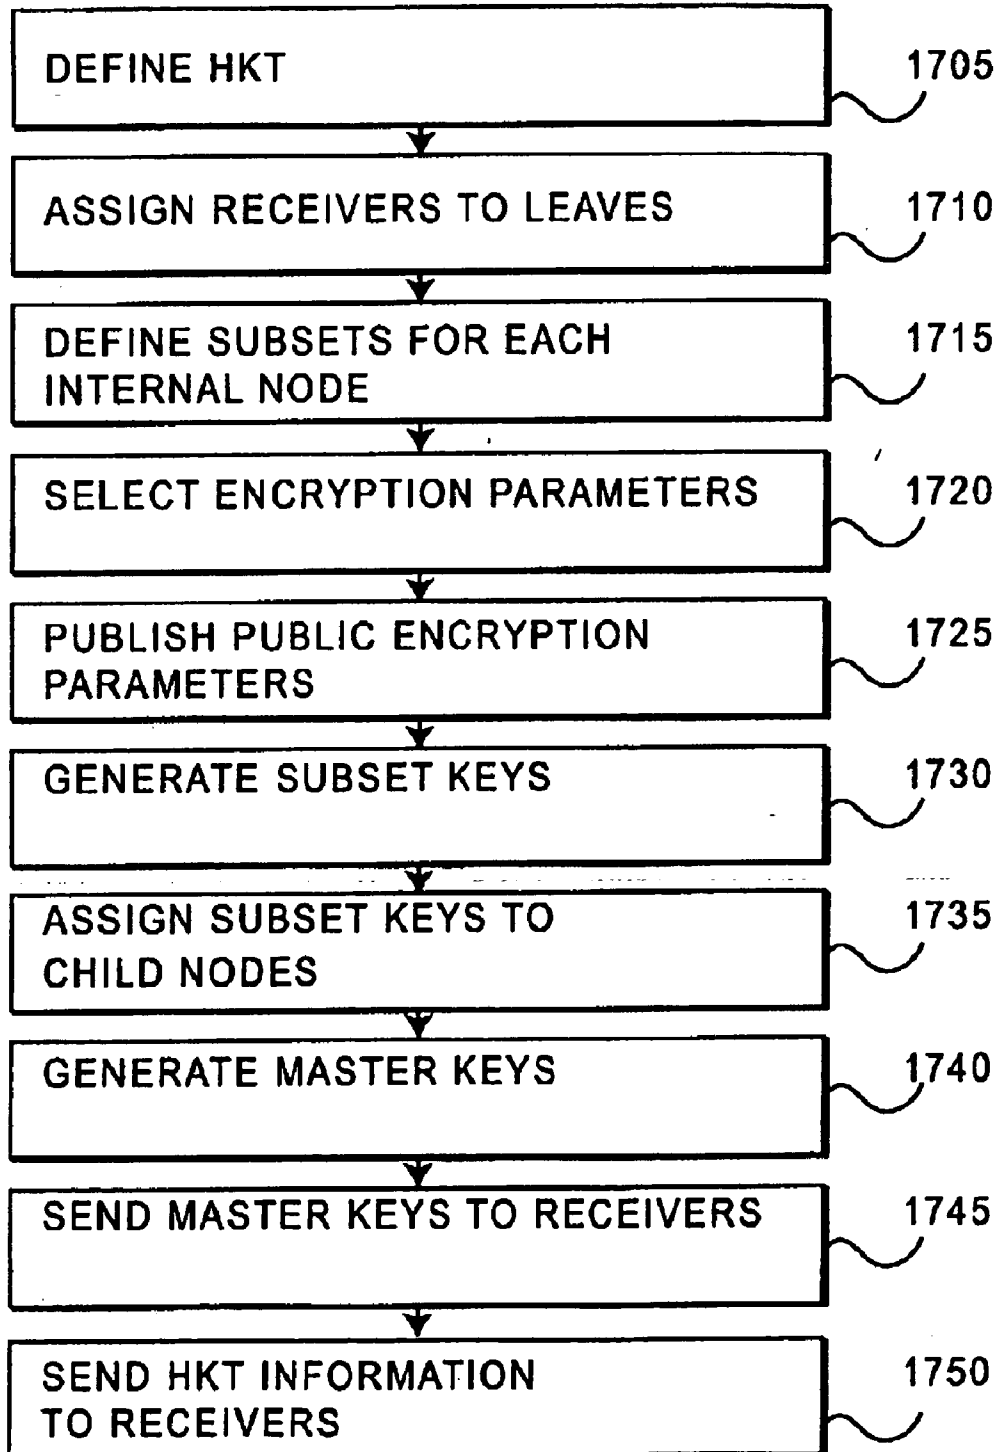 DEFINE HKT
1705
ASSIGN RECEIVERS TO LEAVES
1710
DEFINE SUBSETS FOR EACH
INTERNAL NODE
1715
SELECT ENCRYPTION PARAMETERS
1720
PUBLISH PUBLIC ENCRYPTION
PARAMETERS
1725
GENERATE SUBSET KEYS
1730
ASSIGN SUBSET KEYS TO
CHILD NODES
1735
GENERATE MASTER KEYS
1740
SEND MASTER KEYS TO RECEIVERS
1745
SEND HKT INFORMATION
TO RECEIVERS
1750